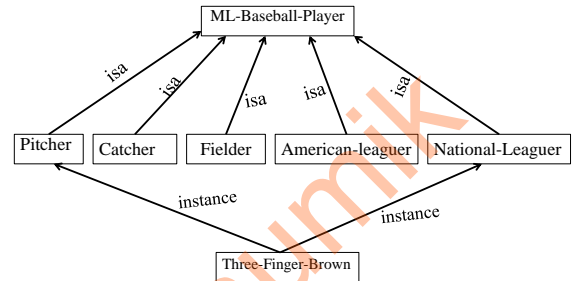 ML-Baseball-Player
isa
isa
isa
isa
isa
Pitcher
Catcher
Fielder
American-leaguer
National-Leaguer
instance
instance
Three-Finger-Brown
umik